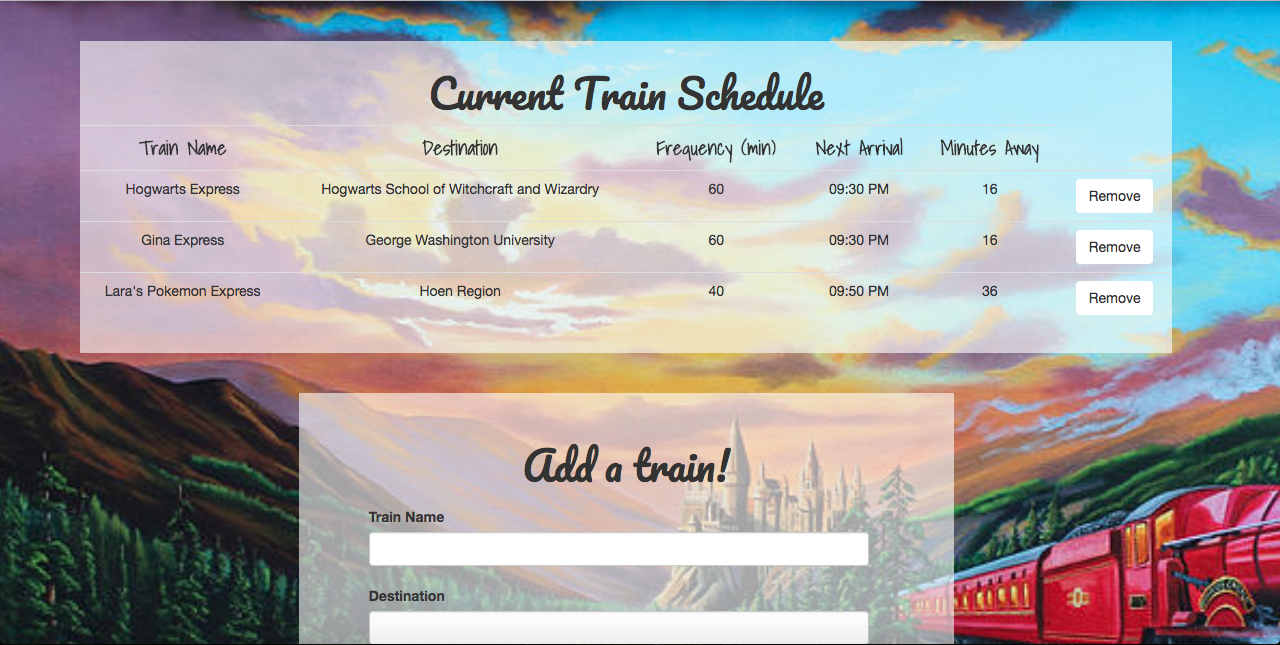 Current Train Schedule
Train Name Destination Frequency (min) Next Arrival Minutes Away
Hogwarts Express Hogwarts School of Witchcraft and Wizardry 60 09:30 PM 16 Remove
Gina Express George Washington University 60 09:30 PM 16 Remove
Lara's Pokemon Express Hoen Region 40 09:50 PM 36 Remove
Add a train!
Train Name
Destination